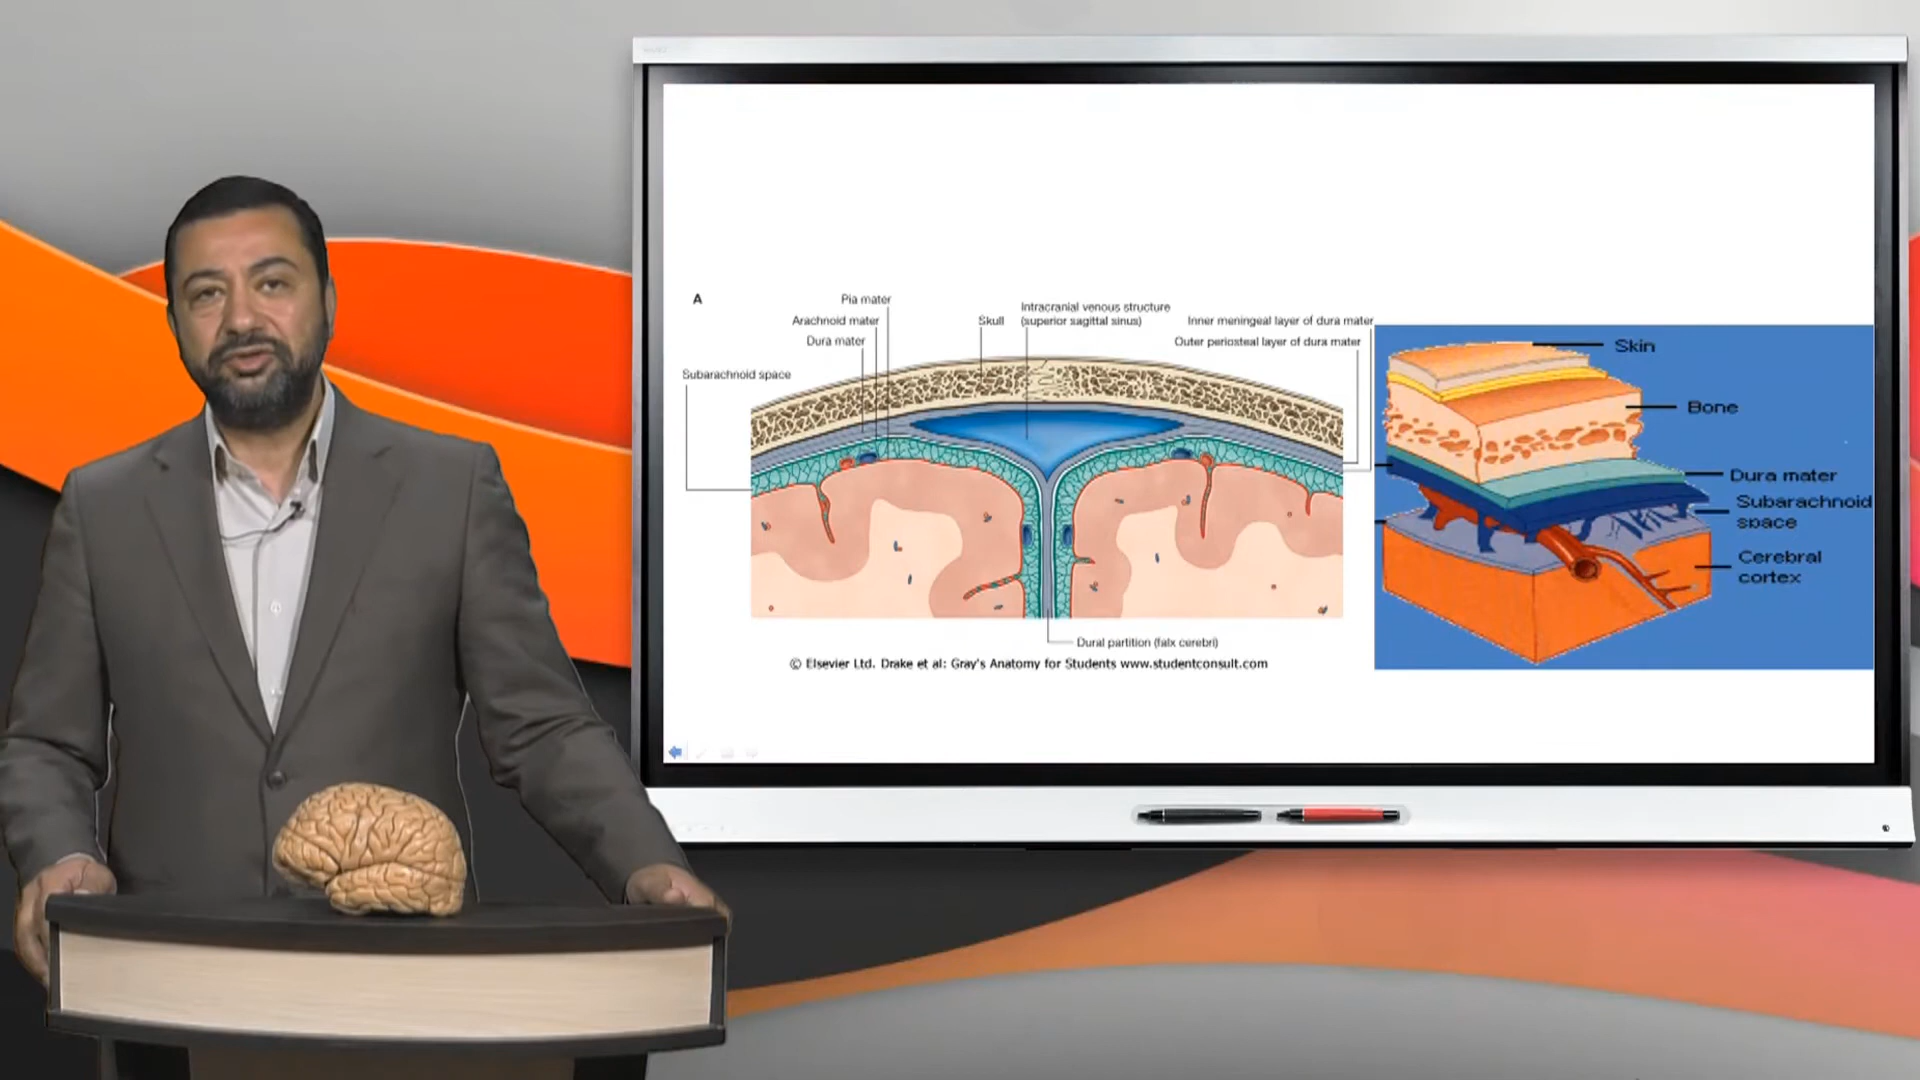 A
Pia mater
Arachnoid mater
Dura mater
Subarachnoid space
Skull
Intracranial venous structure
(superior sagittal sinus)
Inner meningeal layer of dura mater
Outer periosteal layer of dura mater
Dural partition (falx cerebri)
© Elsevier Ltd. Drake et al: Gray's Anatomy for Students www.studentconsult.com
Skin
Bone
Dura mater
Subarachnoid
space
Cerebral
cortex